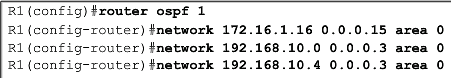 R1(config)#router ospf 1
R1(config-router)#network 172.16.1.16 0.0.0.15 area 0
R1(config-router)#network 192.168.10.0 0.0.0.3 area 0
R1(config-router)#network 192.168.10.4 0.0.0.3 area 0